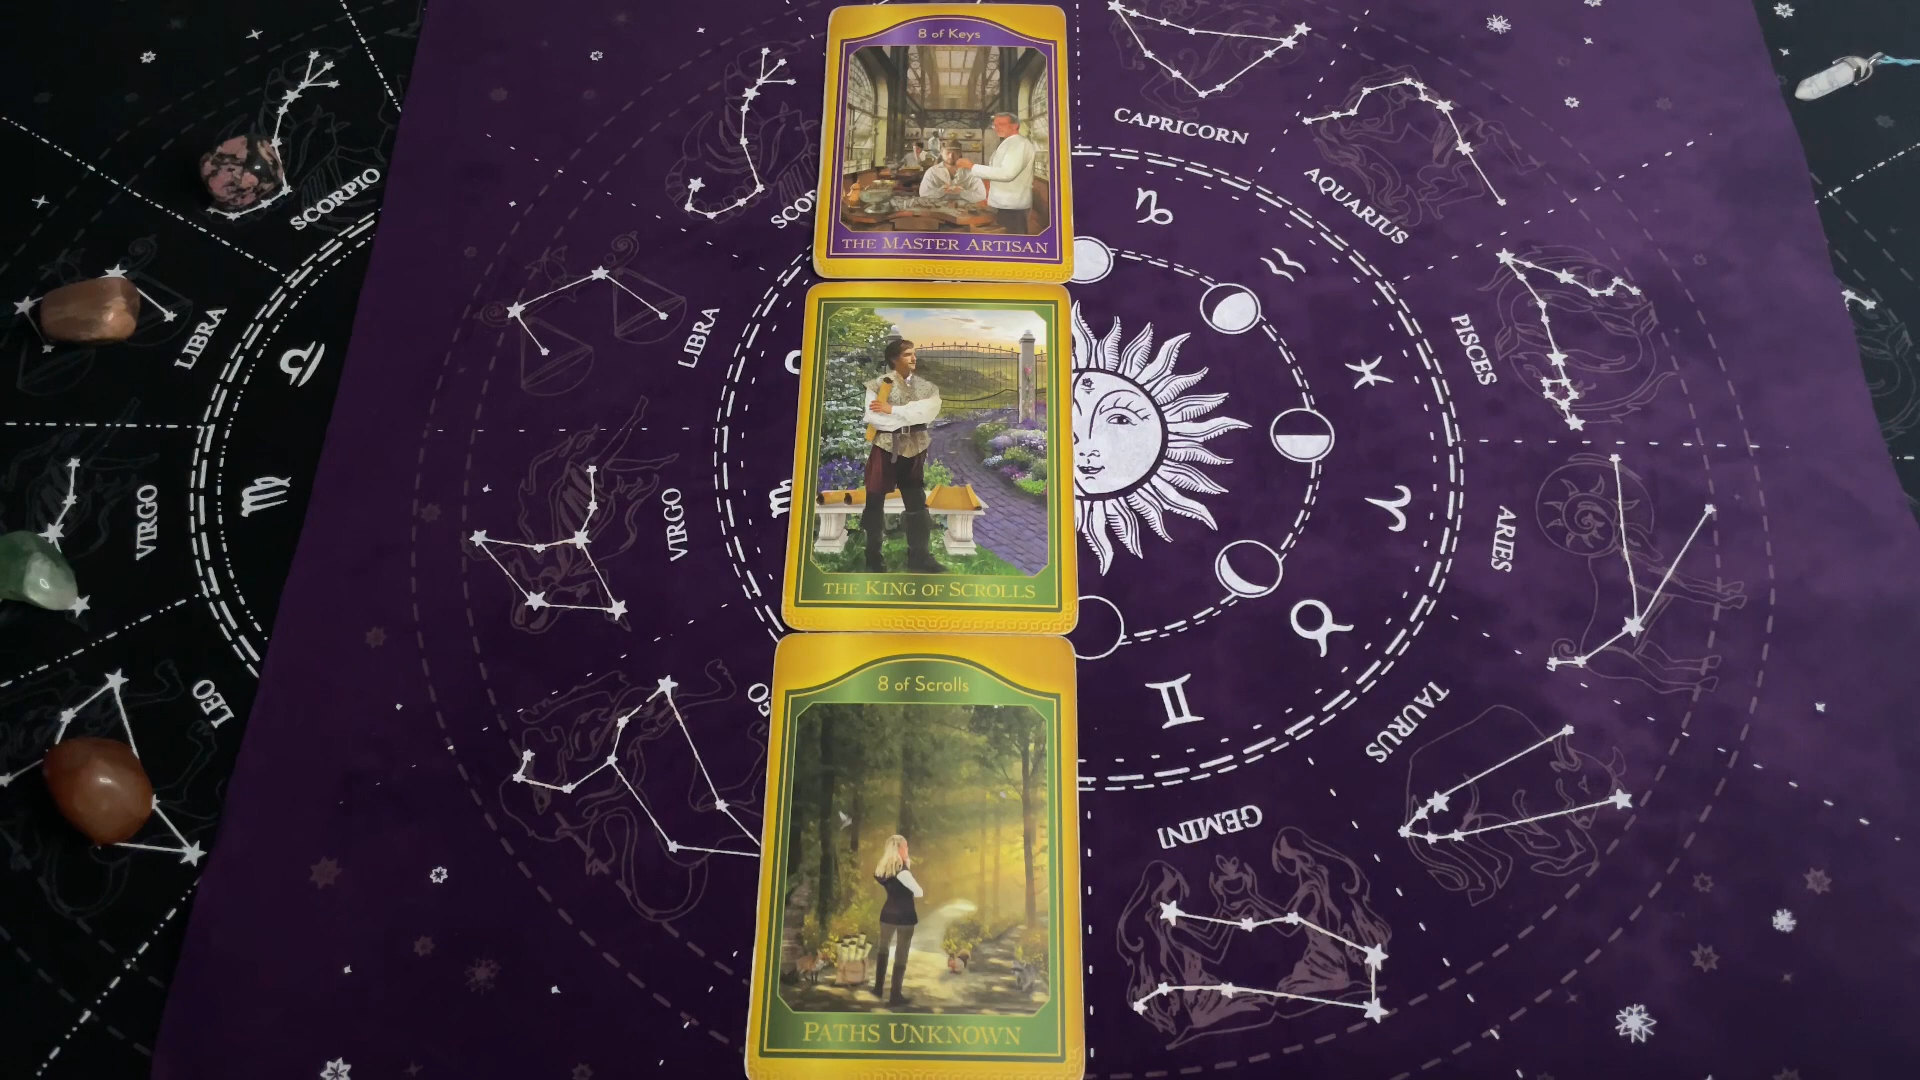 8 of Keys
THE MASTER ARTISAN
THE KING OF SCROLLS
8 of Scrolls
PATHS UNKNOWN
CAPRICORN
AQUARIUS
PISCES
ARIES
TAURUS
GEMINI
SCORPIO
LIBRA
VIRGO
LEO
SCOR
LIBRA
VIRGO